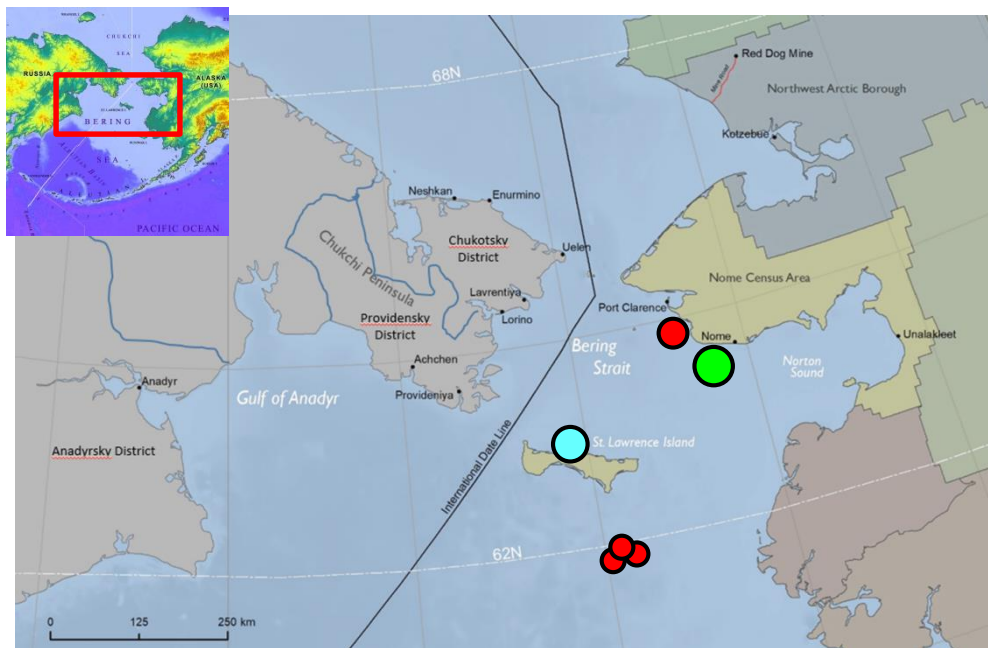 CHUKCHI
SEA
RUSSIA
ALASKA
(USA)
BERING
SEA
PACIFIC OCEAN
68N
Red Dog Mine
Northwest Arctic Borough
Kotzebue
Neshkan
Enurmino
Chukotsky
District
Uelen
Chukchi Peninsula
Nome Census Area
Lavrentiya
Port Clarence
Providensky
District
Lorino
Nome
Unalakleet
Bering
Strait
Norton
Sound
Achchen
Anadyr
Provideniya
Gulf of Anadyr
International Date Line
St. Lawrence Island
Anadyrsky District
62N
0 125 250 km